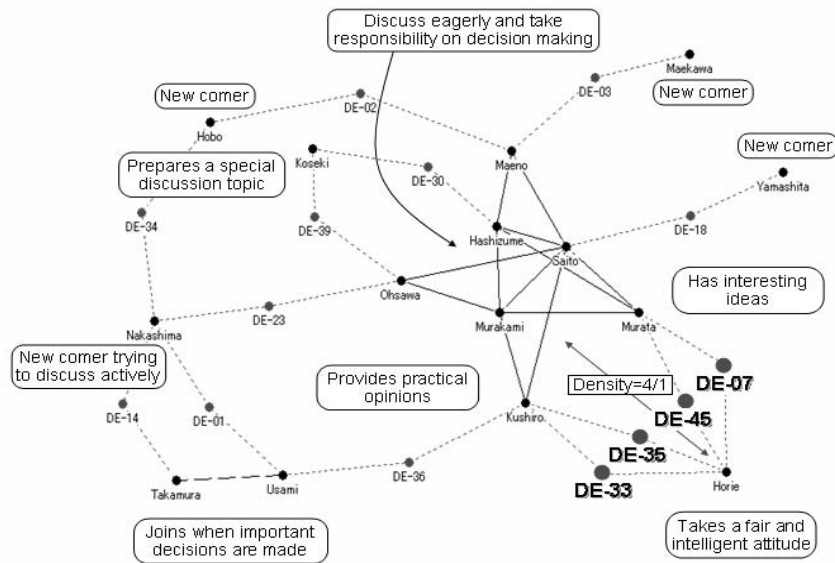 Discuss eagerly and take
responsibility on decision making
Maekawa
DE-03
New comer
New comer
DE-02
Hobo
New comer
Koseki
Maeno
Prepares a special
discussion topic
DE-30
Yamashita
DE-34
DE-39
Hashizume
DE-18
Saito
Ohsawa
Has interesting
ideas
DE-23
Nakashima
Murakami
Murata
New comer trying
to discuss actively
Provides practical
opinions
Density=4/1
DE-07
DE-14
DE-01
Kushiro
DE-45
DE-35
DE-36
Takamura
Usami
DE-33
Horie
Joins when important
decisions are made
Takes a fair and
intelligent attitude